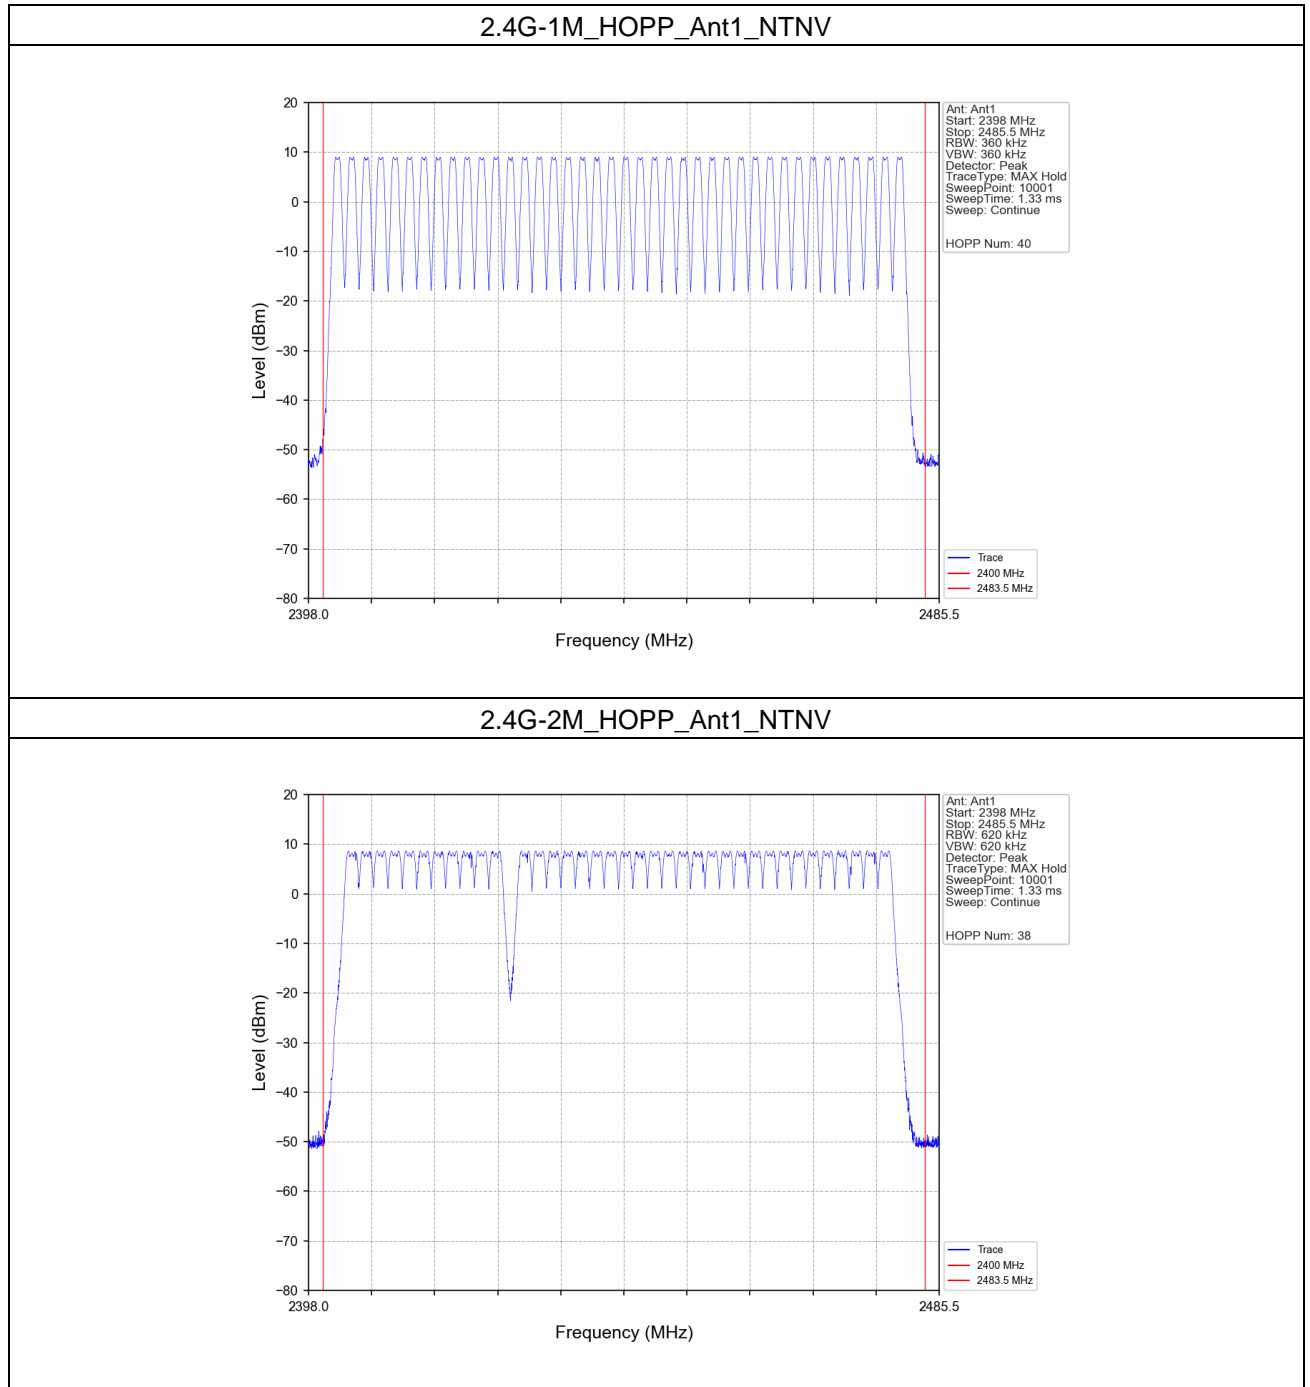 2.4G-1M_HOPP_Ant1_NTNV
20
10
0
−10
−20
−30
−40
−50
−60
−70
−80
Level (dBm)
2398.0
2485.5
Frequency (MHz)
Ant: Ant1
Start: 2398 MHz
Stop: 2485.5 MHz
RBW: 360 kHz
VBW: 360 kHz
Detector: Peak
TraceType: MAX Hold
SweepPoint: 10001
SweepTime: 1.33 ms
Sweep: Continue
HOPP Num: 40
Trace
2400 MHz
2483.5 MHz
2.4G-2M_HOPP_Ant1_NTNV
20
10
0
−10
−20
−30
−40
−50
−60
−70
−80
Level (dBm)
2398.0
2485.5
Frequency (MHz)
Ant: Ant1
Start: 2398 MHz
Stop: 2485.5 MHz
RBW: 620 kHz
VBW: 620 kHz
Detector: Peak
TraceType: MAX Hold
SweepPoint: 10001
SweepTime: 1.33 ms
Sweep: Continue
HOPP Num: 38
Trace
2400 MHz
2483.5 MHz